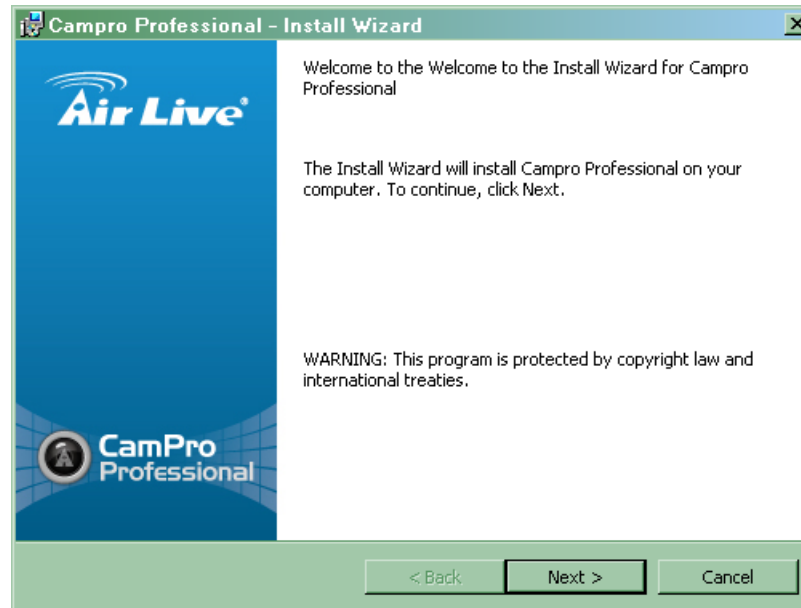 Campro Professional - Install Wizard
Air Live®
Welcome to the Welcome to the Install Wizard for Campro
Professional
The Install Wizard will install Campro Professional on your
computer. To continue, click Next.
WARNING: This program is protected by copyright law and
international treaties.
CamPro
Professional
< Back
Next >
Cancel